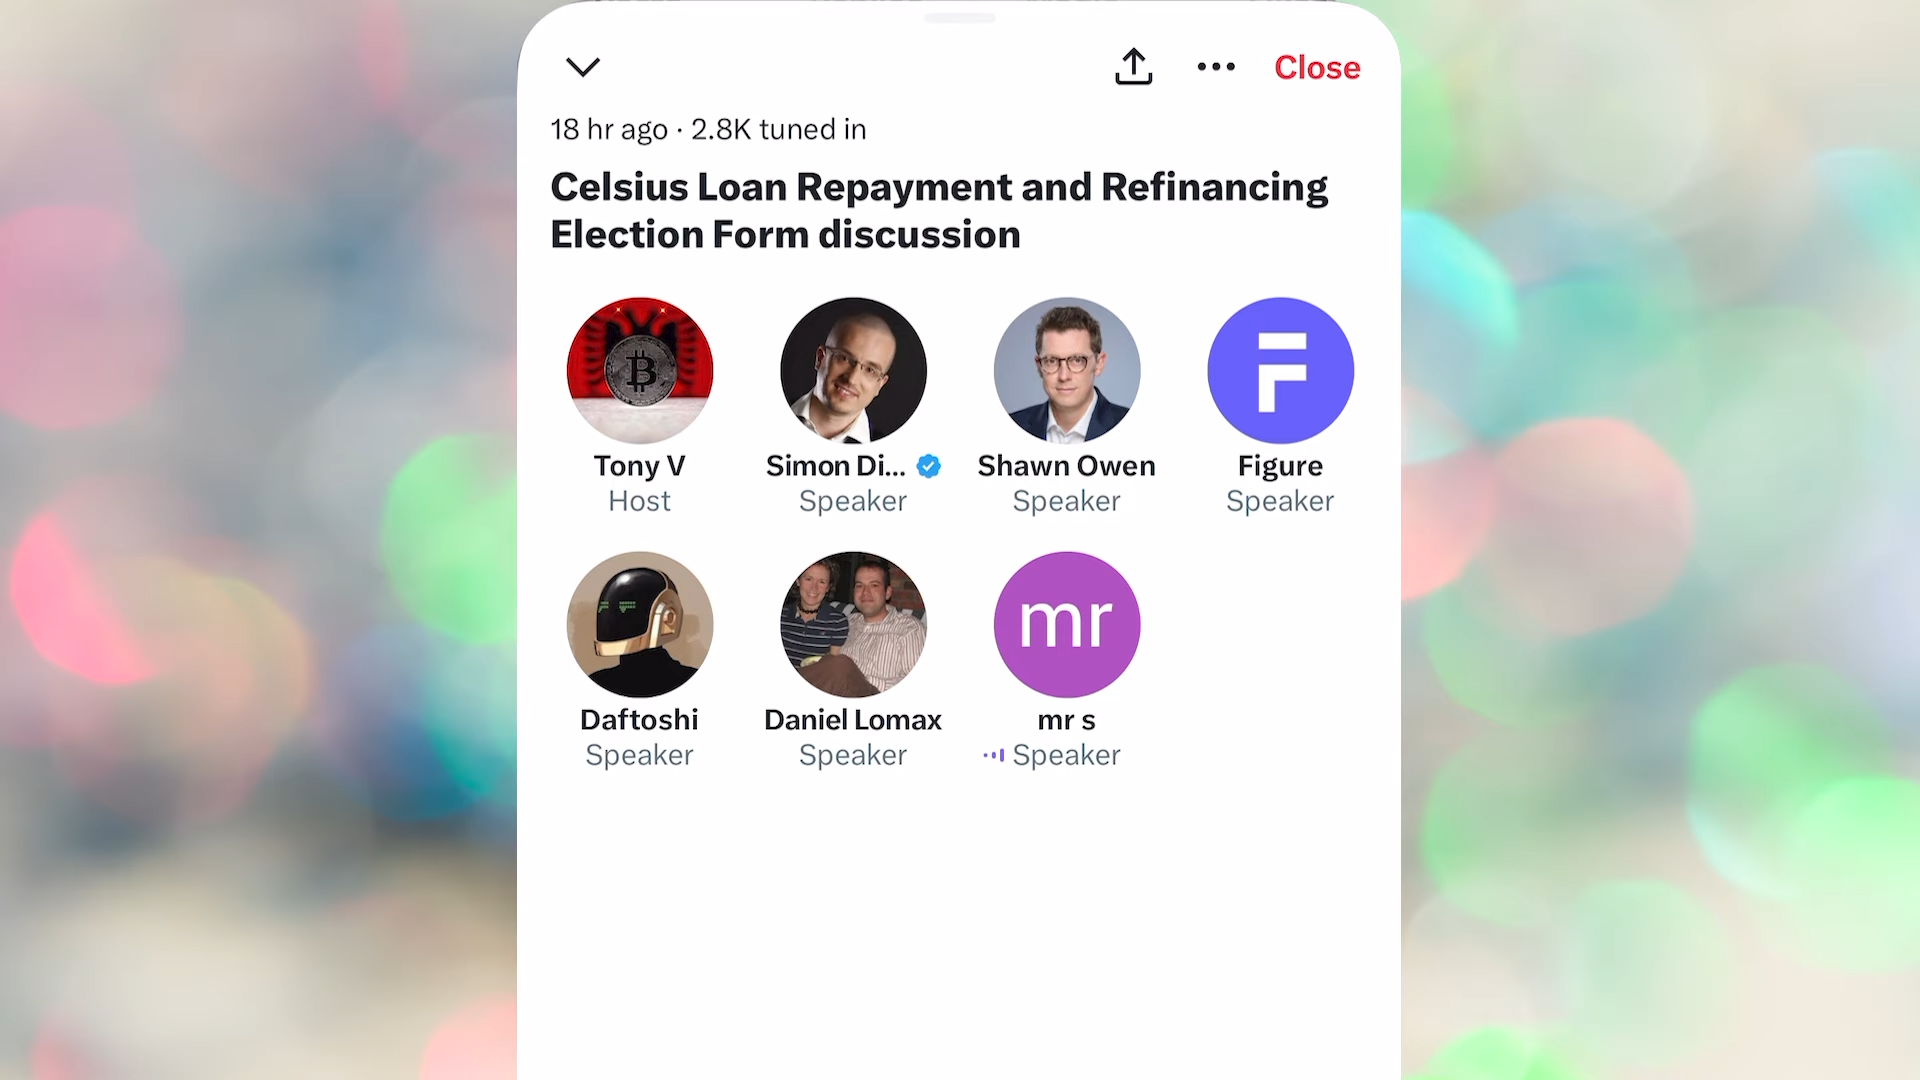 Close
18 hr ago · 2.8K tuned in
Celsius Loan Repayment and Refinancing
Election Form discussion
Tony V
Host
Simon Di...
Speaker
Shawn Owen
Speaker
Figure
Speaker
Daftoshi
Speaker
Daniel Lomax
Speaker
mr
mr s
Speaker